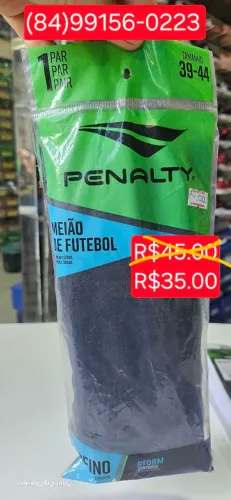 (84)99156-0223
1 PAR
PAR
PAIR
TAMANHO
39-44
PENALTY
MEIÃO
DE FUTEBOL
R$45.00
R$35.00
FINO
STORM